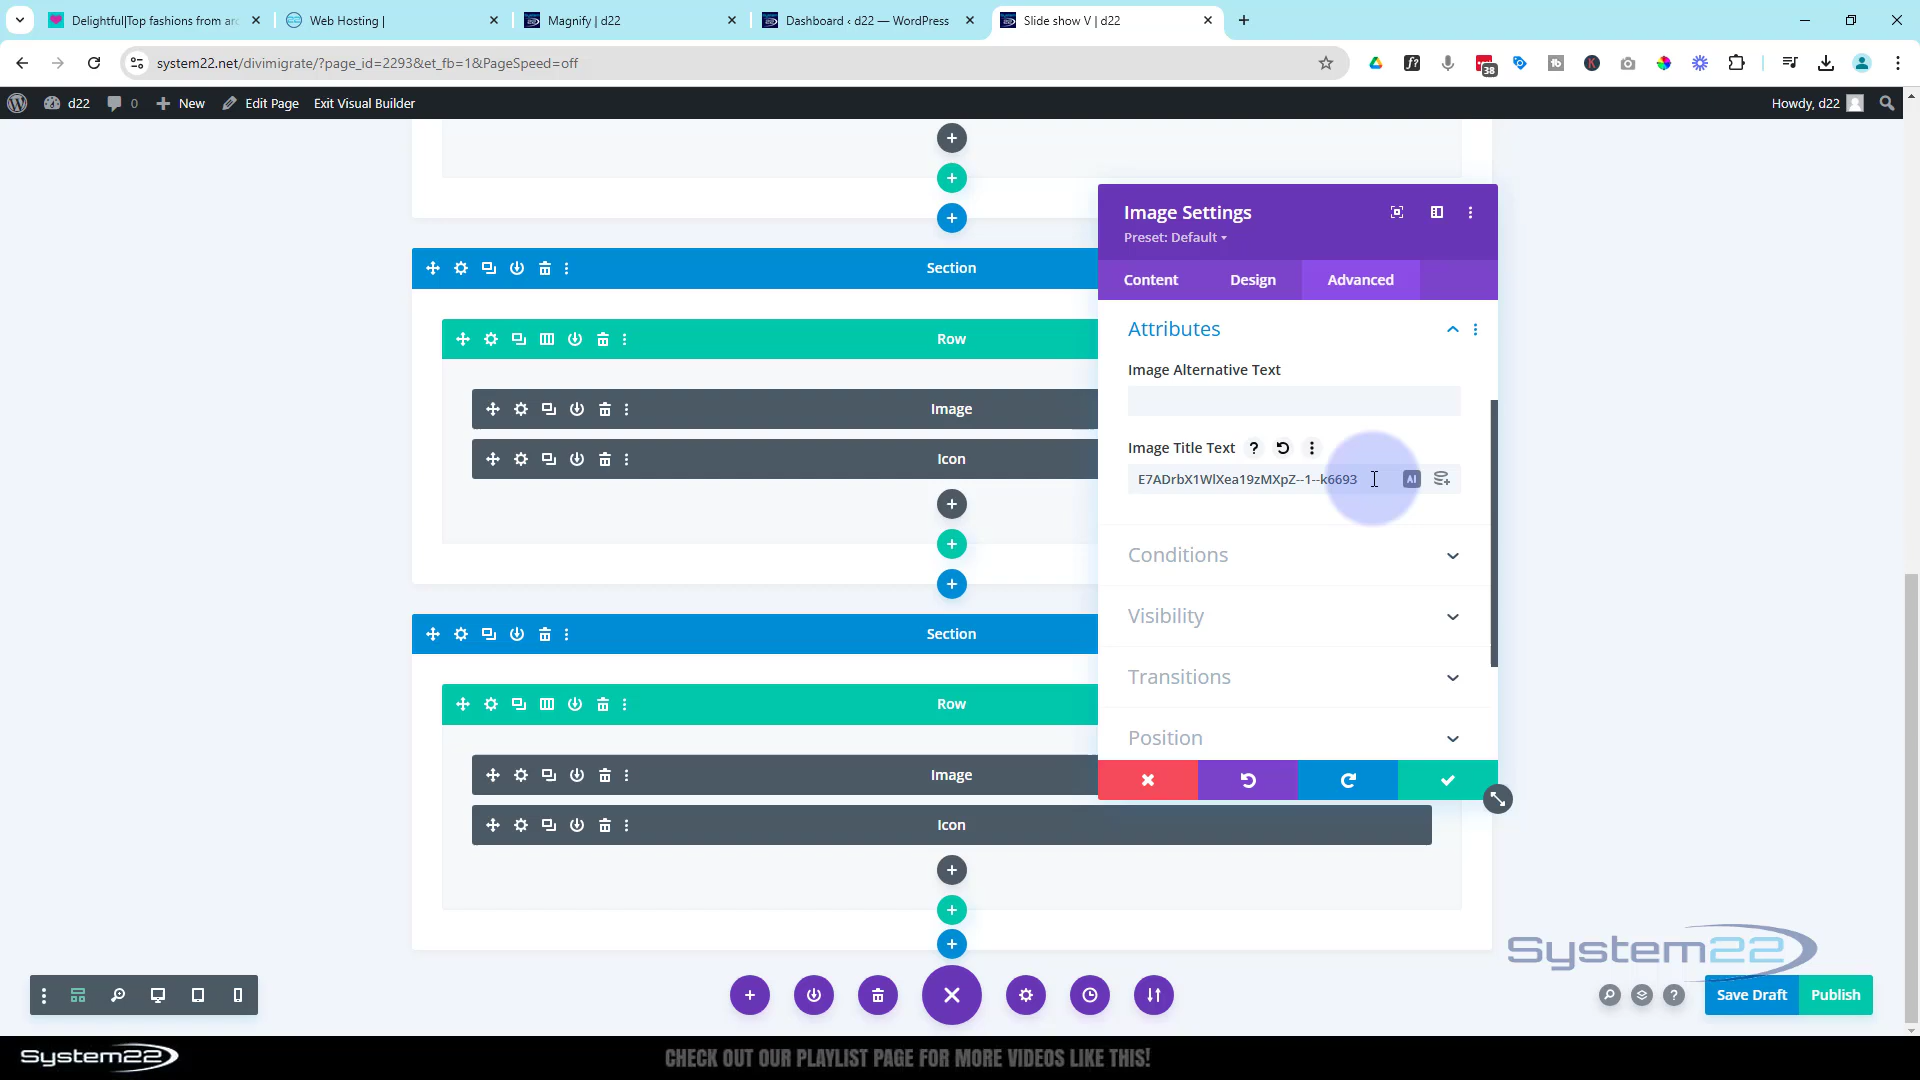 Delightful|Top fashions from aro
Web Hosting |
Magnify | d22
Dashboard ‹ d22 — WordPress
Slide show V | d22
system22.net/divimigrate/?page_id=2293&et_fb=1&PageSpeed=off
38
d22
0
New
Edit Page
Exit Visual Builder
Howdy, d22
Image Settings
Preset: Default
Content
Design
Advanced
Section
Row
Image
Icon
Attributes
Image Alternative Text
Image Title Text
E7ADrbX1WlXea19zMXpZ--1--k6693
AI
Conditions
Visibility
Transitions
Position
Section
Row
Image
Icon
System22
Save Draft
Publish
System22
CHECK OUT OUR PLAYLIST PAGE FOR MORE VIDEOS LIKE THIS!